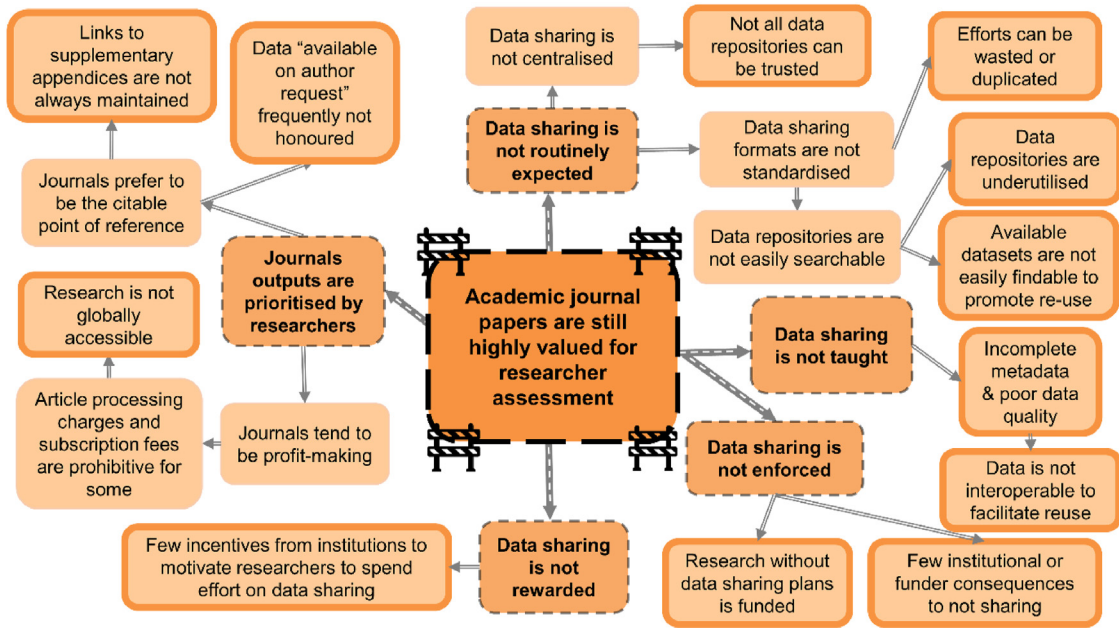 Links to
supplementary
appendices are not
always maintained
Data “available
on author
request”
frequently not
honoured
Journals prefer to
be the citable
point of reference
Journals
outputs are
prioritised by
researchers
Research is not
globally
accessible
Article processing
charges and
subscription fees
are prohibitive for
some
Journals tend to
be profit-making
Data sharing is
not centralised
Not all data
repositories can
be trusted
Data sharing is
not routinely
expected
Data sharing
formats are not
standardised
Efforts can be
wasted or
duplicated
Data repositories are
not easily searchable
Data
repositories are
underutilised
Available
datasets are not
easily findable to
promote re-use
Academic journal
papers are still
highly valued for
researcher
assessment
Data sharing
is not taught
Incomplete
metadata
& poor data
quality
Data is not
interoperable to
facilitate reuse
Data sharing is
not enforced
Research without
data sharing plans
is funded
Few institutional or
funder consequences
to not sharing
Data sharing
is not
rewarded
Few incentives from institutions to
motivate researchers to spend
effort on data sharing